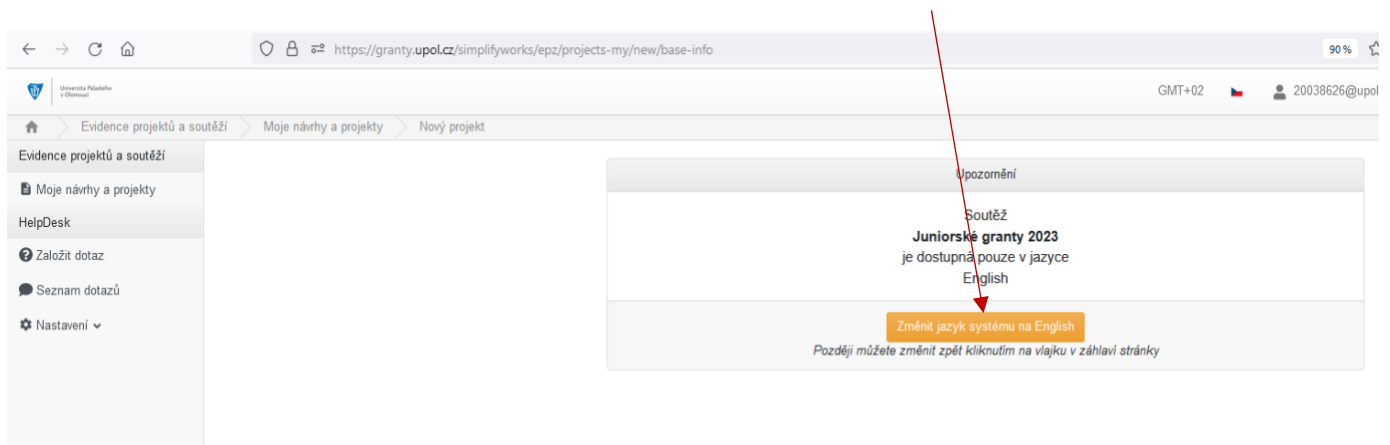 https://granty.upol.cz/simplifyworks/epz/projects-my/new/base-info
90 %
Univerzita Palackého
v Olomouci
GMT+02
20038626@upol
Evidence projektů a soutěží
Moje návrhy a projekty
Nový projekt
Evidence projektů a soutěží
Moje návrhy a projekty
HelpDesk
Založit dotaz
Seznam dotazů
Nastavení
Upozornění
Soutěž
Juniorské granty 2023
je dostupná pouze v jazyce
English
Změnit jazyk systému na English
Později můžete změnit zpět kliknutím na vlajku v záhlaví stránky